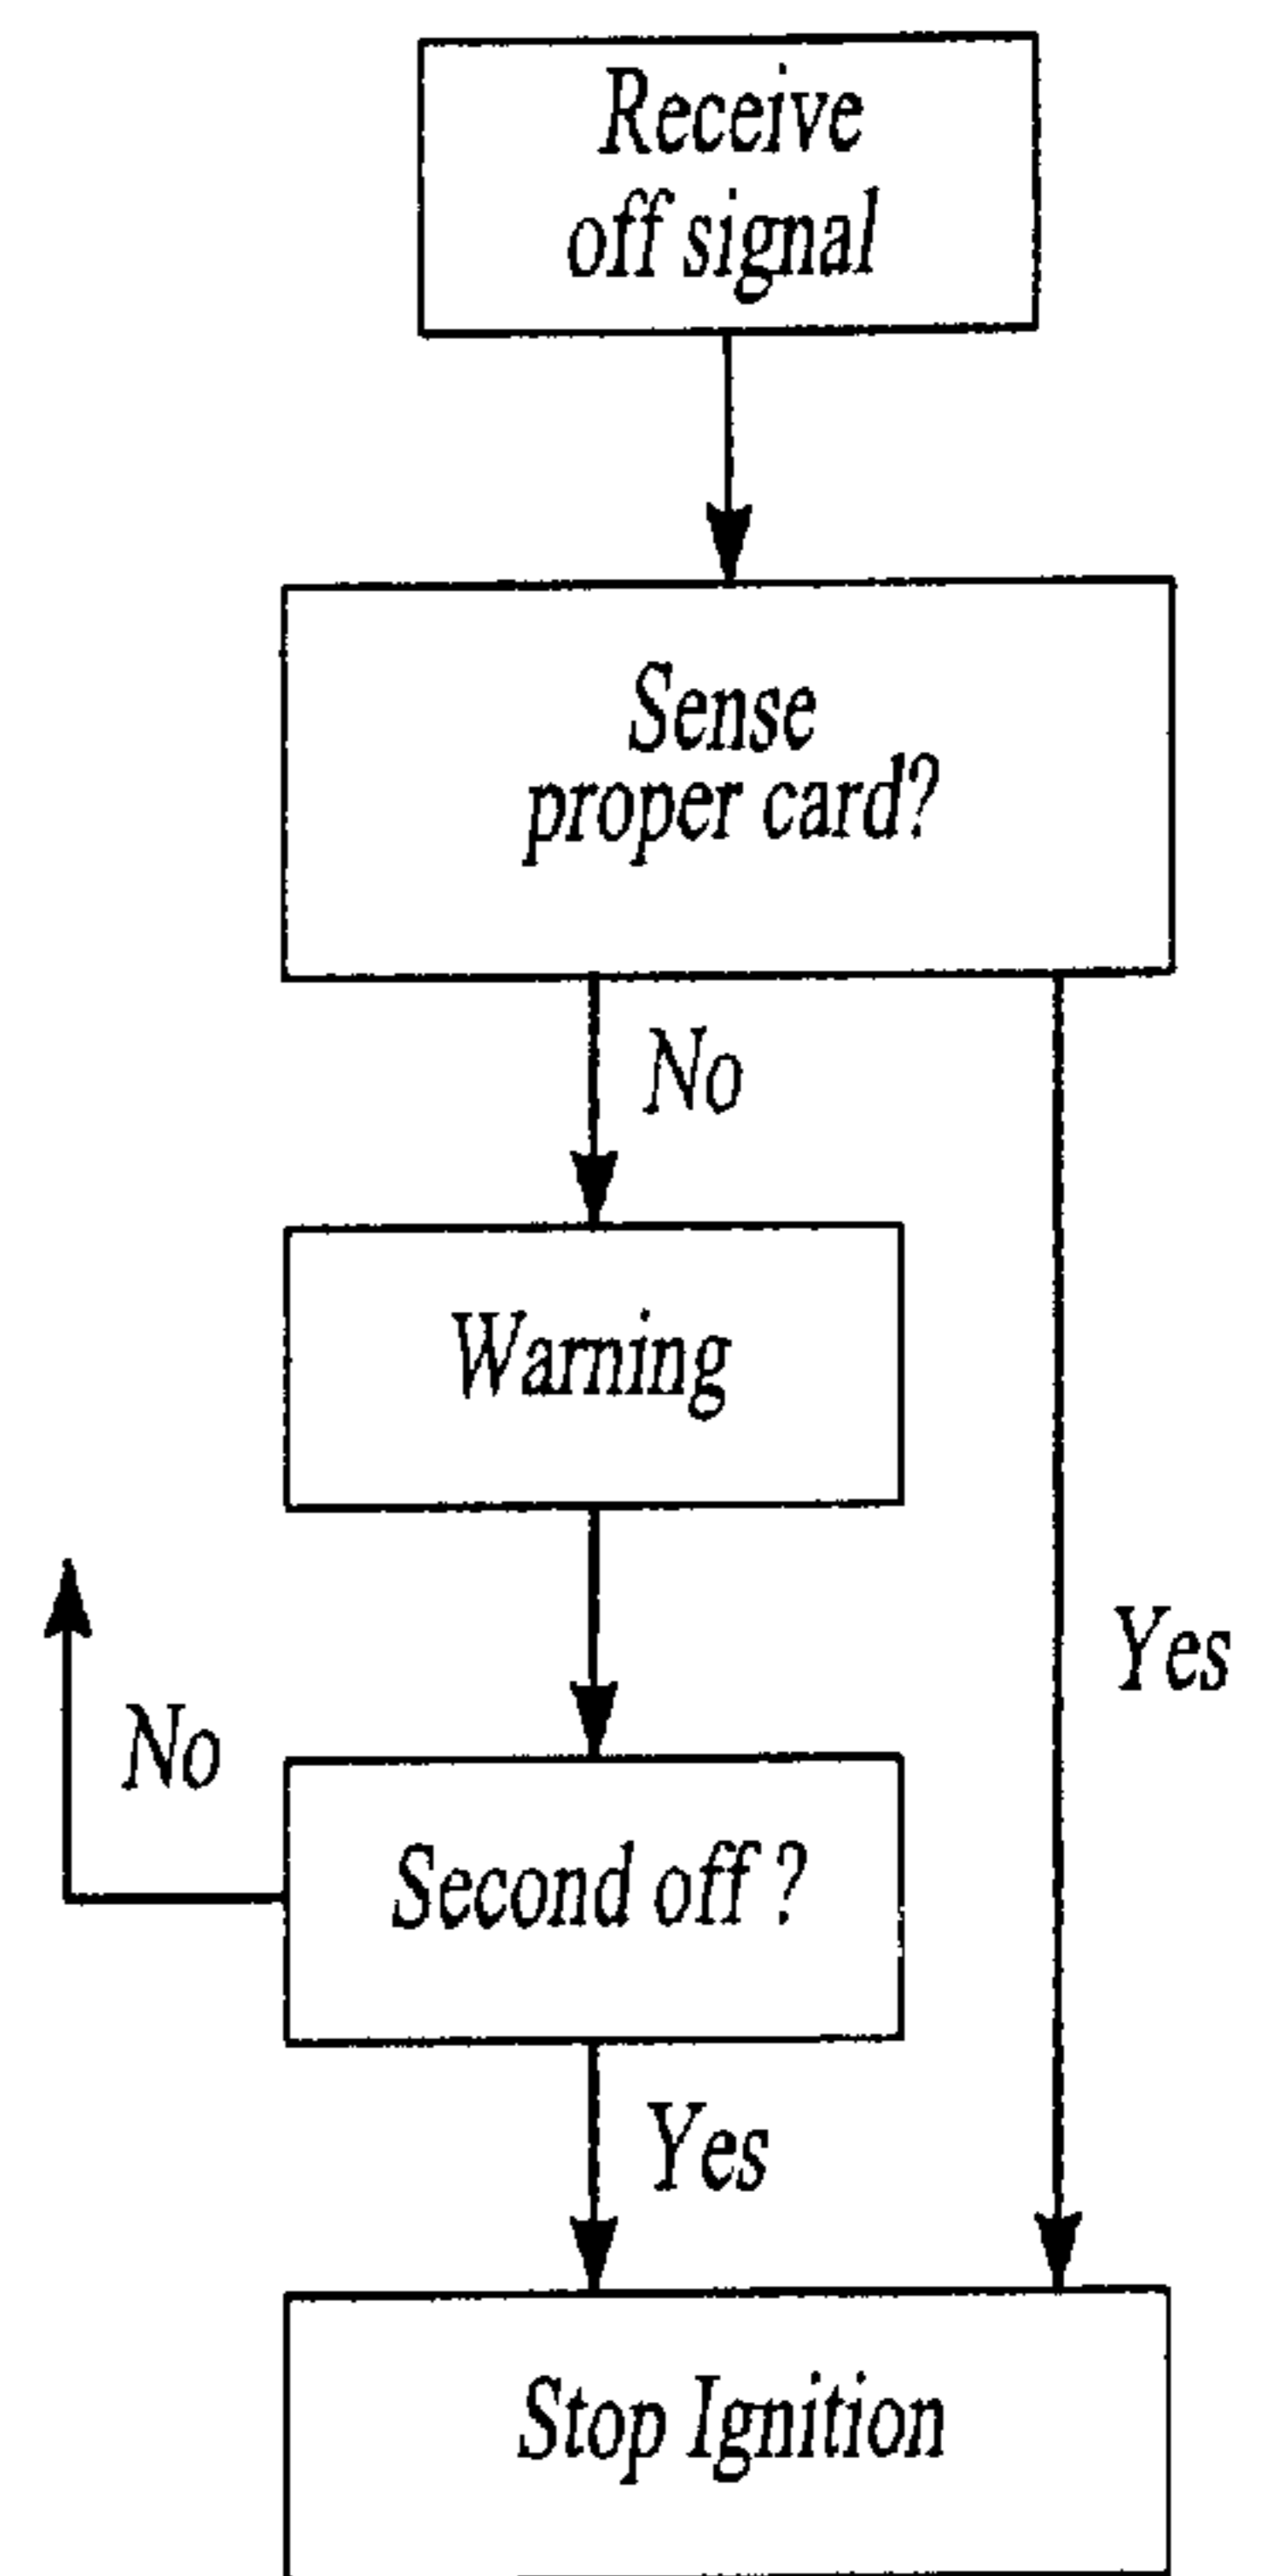 Receive
off signal
Sense
proper card?
No
Warning
Yes
No
Second off ?
Yes
Stop Ignition